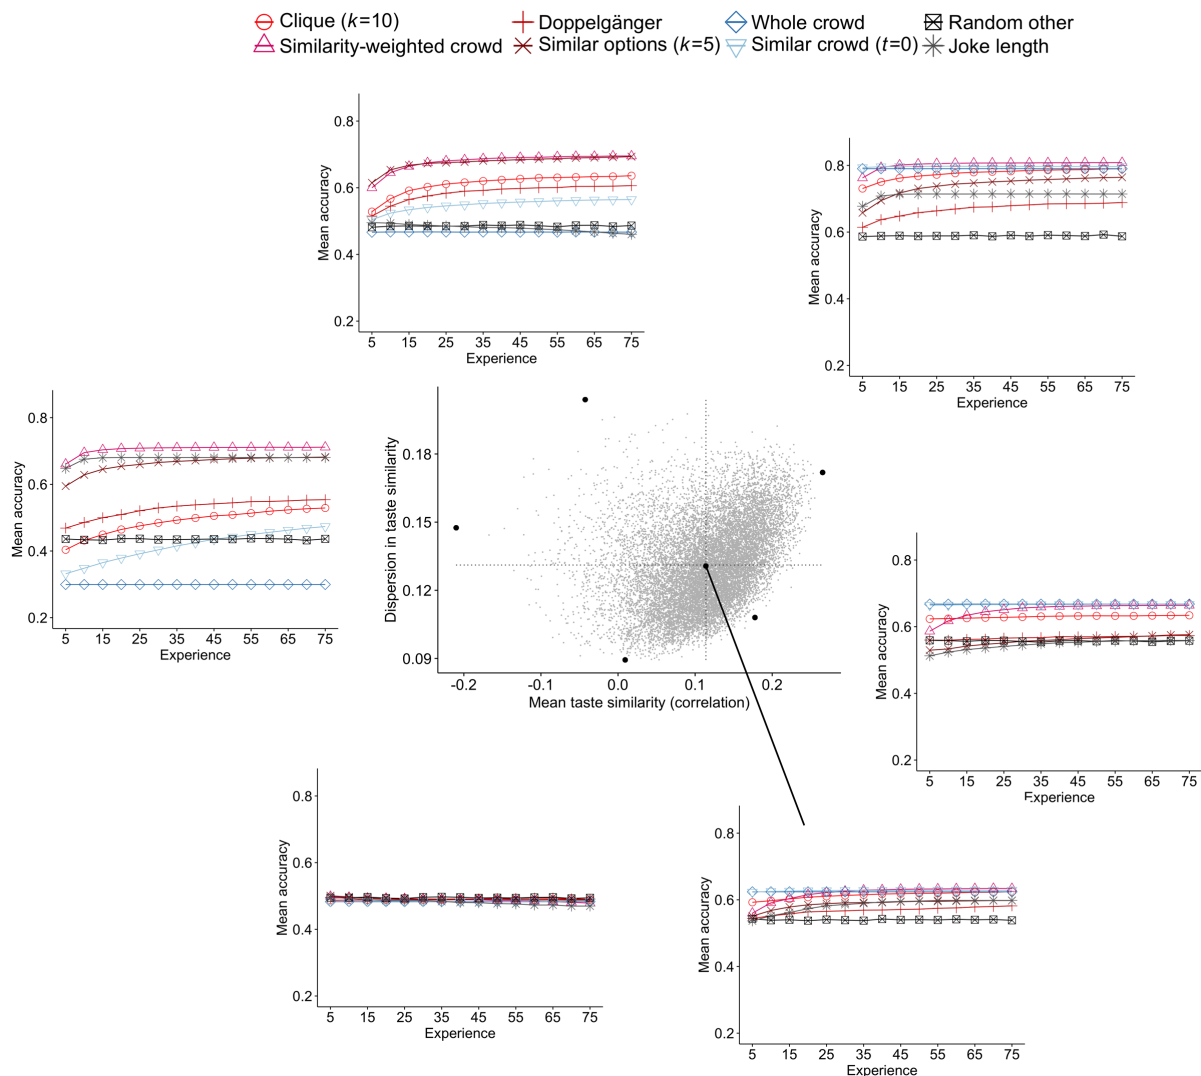 Clique (k=10) Doppelgänger Whole crowd Random other
Similarity-weighted crowd Similar options (k=5) Similar crowd (t=0) Joke length
0.8
0.6
0.4
0.2
Mean accuracy
5 15 25 35 45 55 65 75
Experience
0.8
0.6
0.4
0.2
Mean accuracy
5 15 25 35 45 55 65 75
Experience
0.8
0.6
0.4
0.2
Mean accuracy
5 15 25 35 45 55 65 75
Experience
0.18
0.15
0.12
0.09
Dispersion in taste similarity
-0.2 -0.1 0.0 0.1 0.2
Mean taste similarity (correlation)
0.8
0.6
0.4
0.2
Mean accuracy
5 15 25 35 45 55 65 75
Experience
0.8
0.6
0.4
0.2
Mean accuracy
5 15 25 35 45 55 65 75
Experience
0.8
0.6
0.4
0.2
Mean accuracy
5 15 25 35 45 55 65 75
Experience